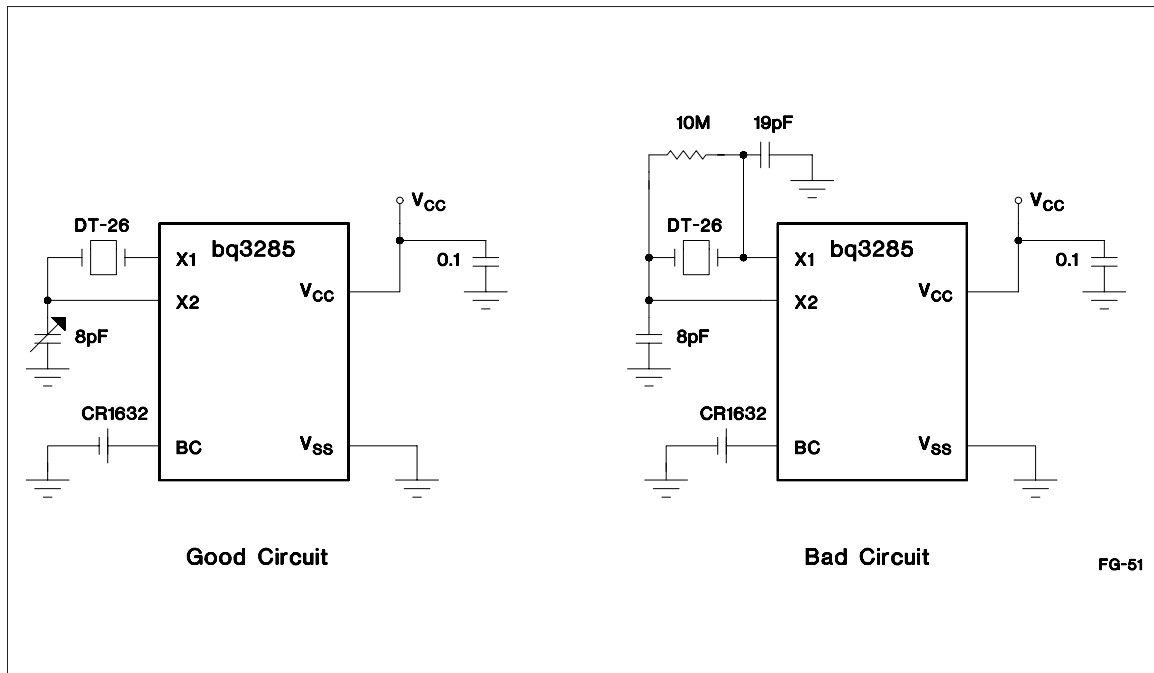 DT-26
X1
bq3285
X2
8pF
VCC
VCC
0.1
CR1632
BC
VSS
Good Circuit
10M
19pF
DT-26
X1
bq3285
X2
8pF
VCC
VCC
0.1
CR1632
BC
VSS
Bad Circuit
FG-51